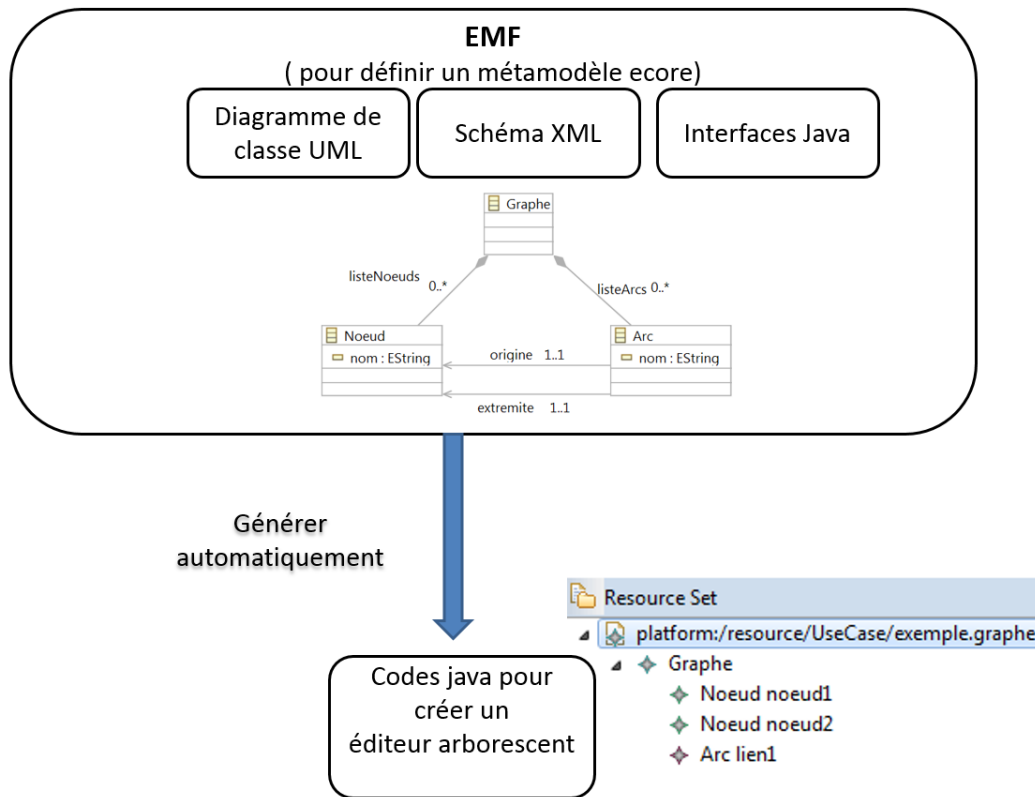 EMF
( pour définir un métamodèle ecore)
Diagramme de
classe UML
Schéma XML
Interfaces Java
Graphe
listeNoeuds
0..*
listeArcs 0..*
Noeud
nom : EString
origine 1..1
Arc
nom : EString
extremite 1..1
Générer
automatiquement
Codes java pour
créer un
éditeur arborescent
Resource Set
platform:/resource/UseCase/exemple.graphe
Graphe
Noeud noeud1
Noeud noeud2
Arc lien1